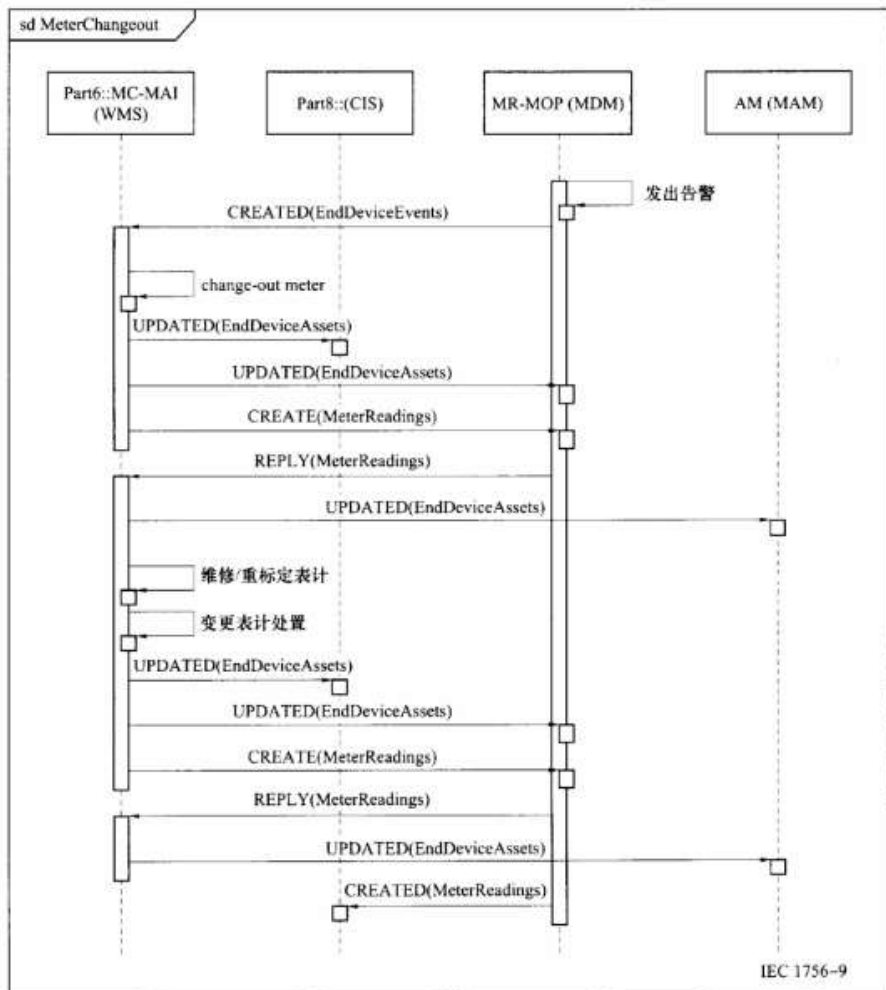 sd MeterChangeout
Part6::MC-MAI
(WMS)
Part8::(CIS)
MR-MOP (MDM)
AM (MAM)
发出告警
CREATED(EndDeviceEvents)
change-out meter
UPDATED(EndDeviceAssets)
UPDATED(EndDeviceAssets)
CREATE(MeterReadings)
REPLY(MeterReadings)
UPDATED(EndDeviceAssets)
维修/重标定表计
变更表计处置
UPDATED(EndDeviceAssets)
UPDATED(EndDeviceAssets)
CREATE(MeterReadings)
REPLY(MeterReadings)
UPDATED(EndDeviceAssets)
CREATED(MeterReadings)
IEC 1756-9